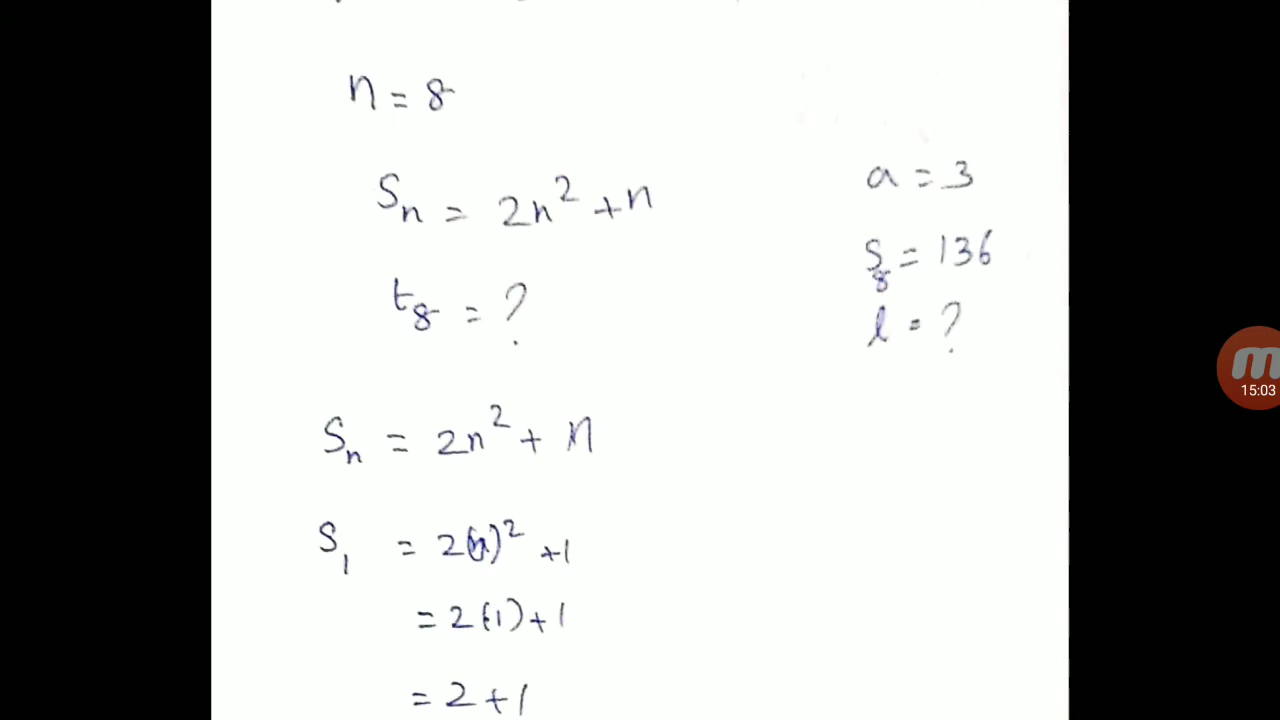 n = 8
Sn = 2n² + n
t8 = ?
a = 3
S8 = 136
l = ?
Sn = 2n² + n
S1 = 2( )² + 1
= 2(1) + 1
= 2 + 1
15:03